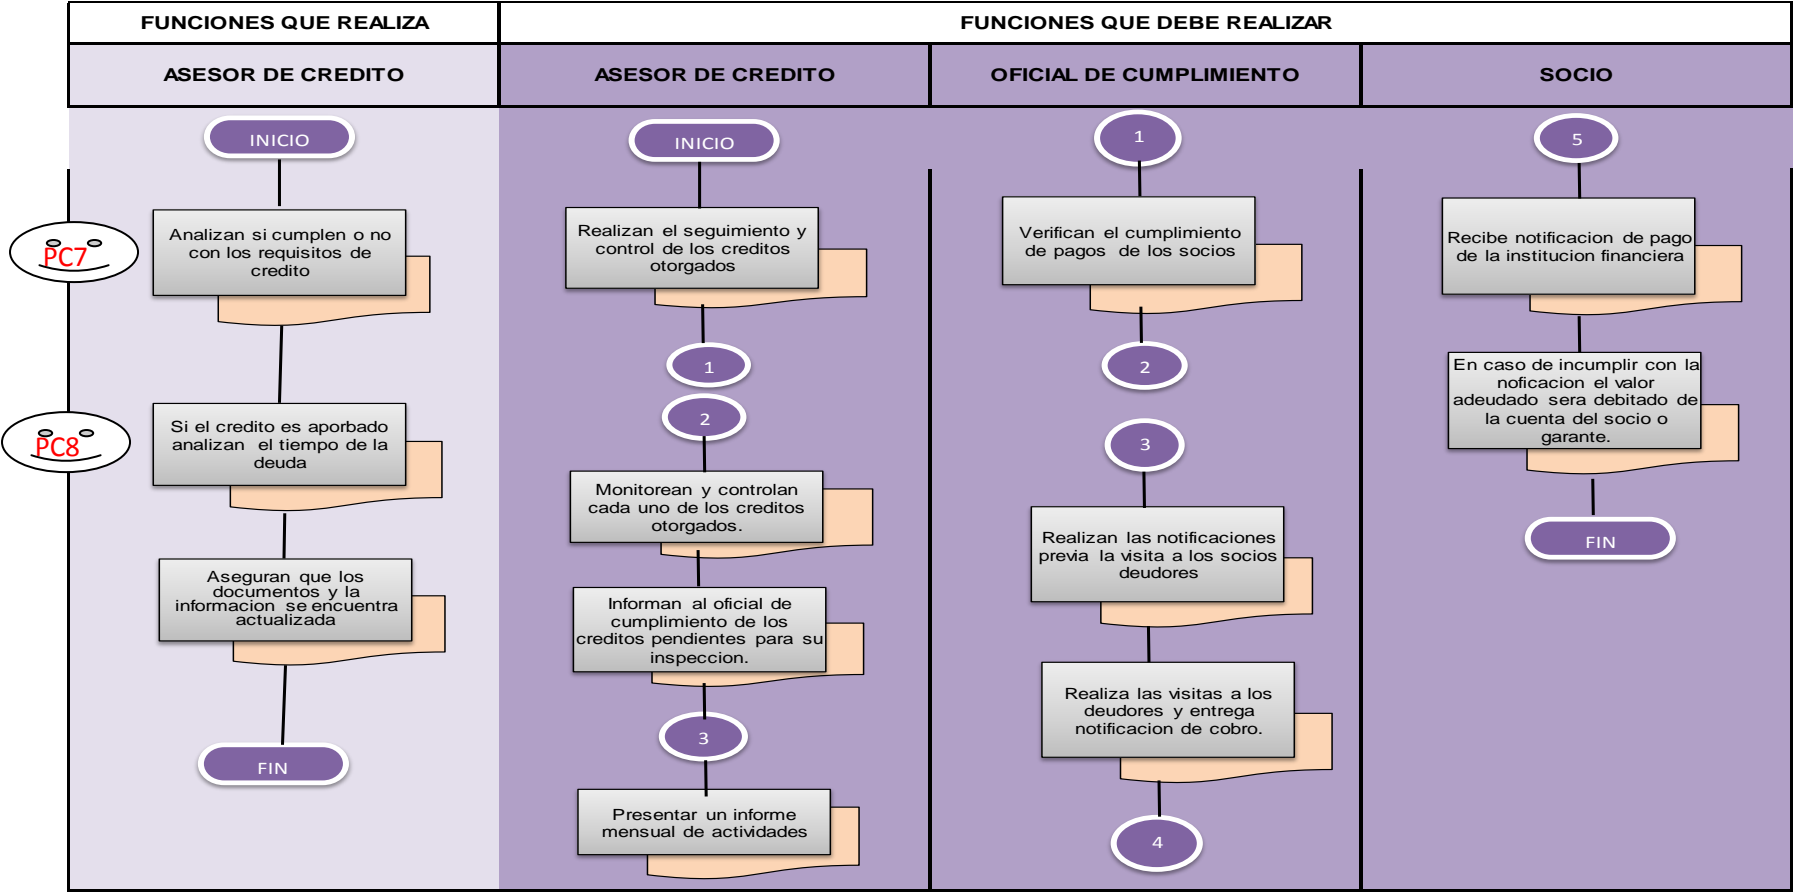 FUNCIONES QUE REALIZA
FUNCIONES QUE DEBE REALIZAR
ASESOR DE CREDITO
ASESOR DE CREDITO
OFICIAL DE CUMPLIMIENTO
SOCIO
INICIO
PC7
Analizan si cumplen o no
con los requisitos de
credito
PC8
Si el credito es aporbado
analizan el tiempo de la
deuda
Aseguran que los
documentos y la
informacion se encuentra
actualizada
FIN
INICIO
Realizan el seguimiento y
control de los creditos
otorgados
1
2
Monitorean y controlan
cada uno de los creditos
otorgados.
Informan al oficial de
cumplimiento de los
creditos pendientes para su
inspeccion.
3
Presentar un informe
mensual de actividades
1
Verifican el cumplimiento
de pagos de los socios
2
3
Realizan las notificaciones
previa la visita a los socios
deudores
Realiza las visitas a los
deudores y entrega
notificacion de cobro.
4
5
Recibe notificacion de pago
de la institucion financiera
En caso de incumplir con la
noficacion el valor
adeudado sera debitado de
la cuenta del socio o
garante.
FIN